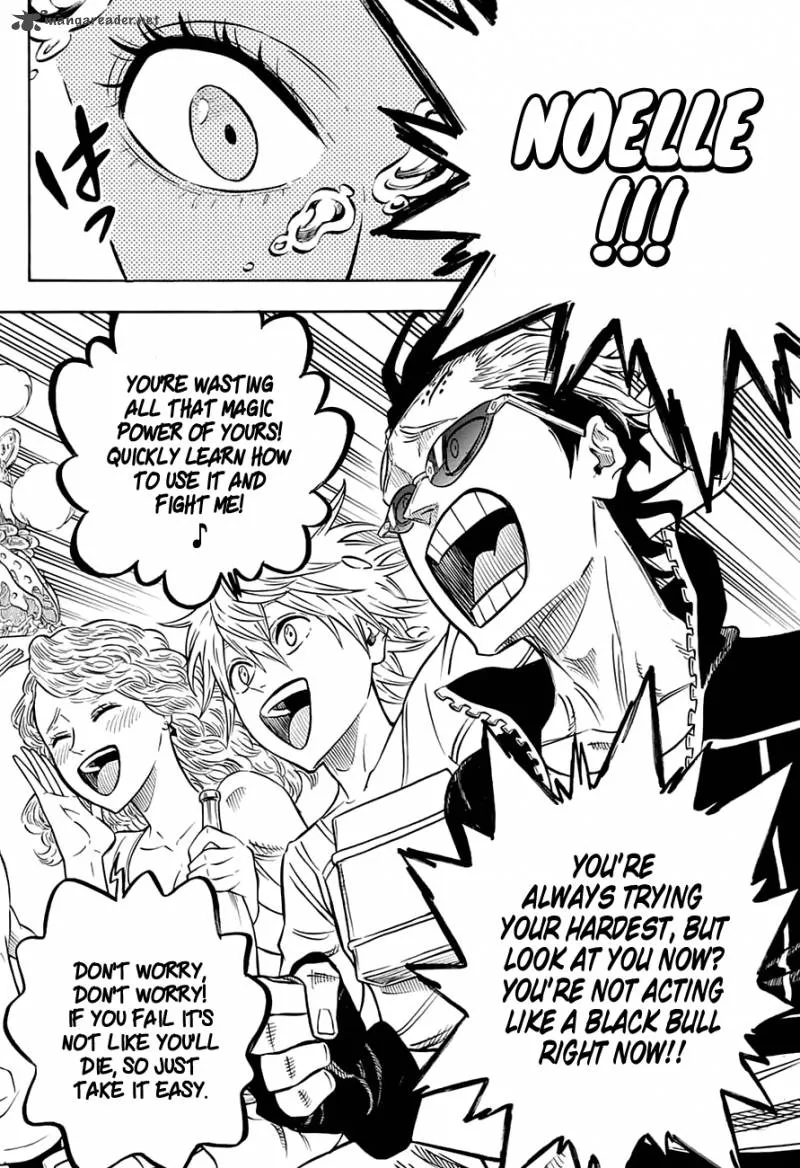 mangareader.net
NOELLE
!!!
はっ
YOU'RE WASTING
ALL THAT MAGIC
POWER OF YOURS!
QUICKLY LEARN HOW
TO USE IT AND
FIGHT ME!
♪
YOU'RE
ALWAYS TRYING
YOUR HARDEST, BUT
LOOK AT YOU NOW?
YOU'RE NOT ACTING
LIKE A BLACK BULL
RIGHT NOW!!
DON'T WORRY,
DON'T WORRY!
IF YOU FAIL IT'S
NOT LIKE YOU'LL
DIE, SO JUST
TAKE IT EASY.